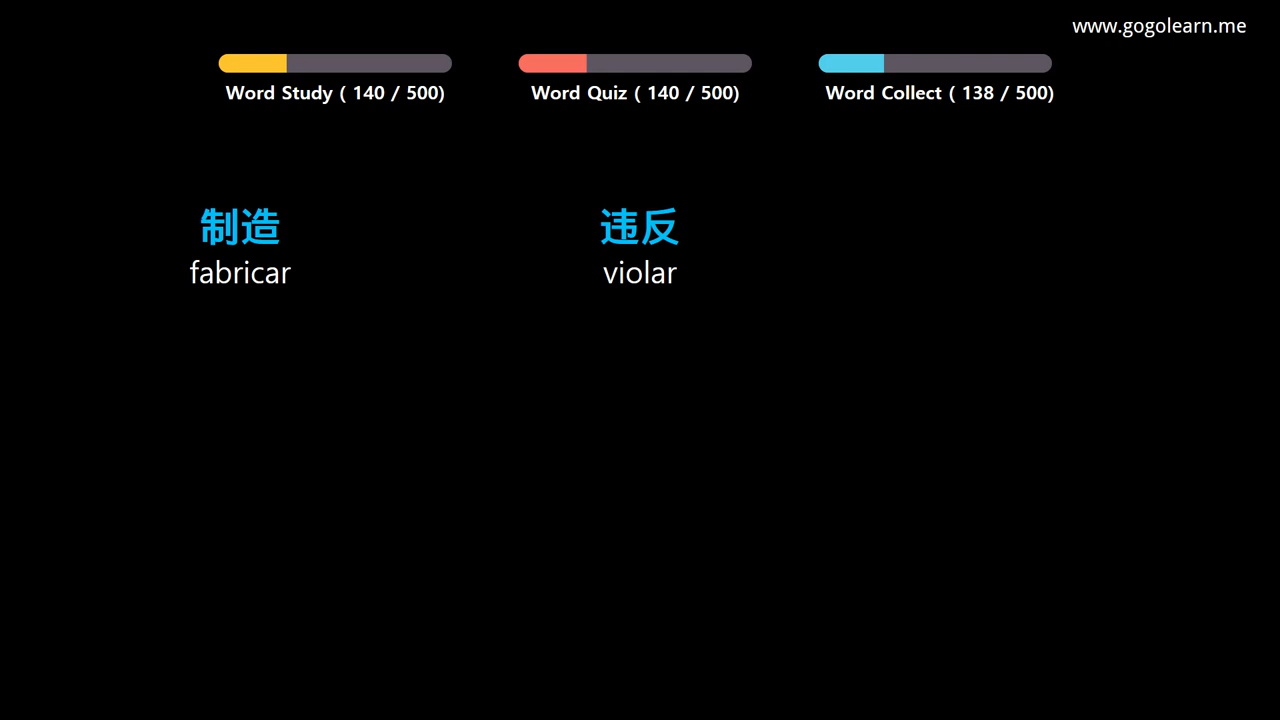 www.gogolearn.me
Word Study ( 140 / 500)
Word Quiz ( 140 / 500)
Word Collect ( 138 / 500)
制造
fabricar
违反
violar